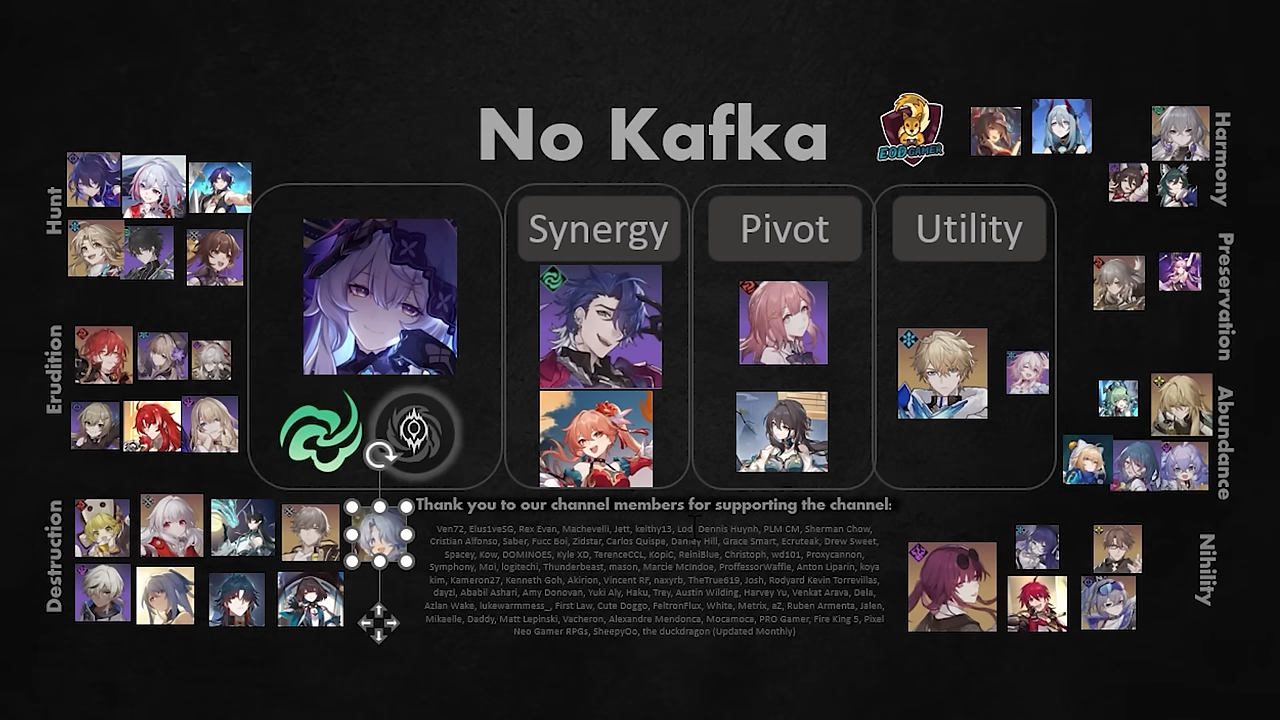 No Kafka
EOD GAMER
Synergy
Pivot
Utility
Hunt
Erudition
Destruction
Harmony
Preservation
Abundance
Nihility
Thank you to our channel members for supporting the channel:
Ven72, Elus1veSG, Rex Evan, Machevelli, Jett, keithy13, Lod Dennis Huynh, PLM CM, Sherman Chow,
Cristian Alfonso, Saber, Fucc Boi, Zidstar, Carlos Quispe, Danley Hill, Grace Smart, Ecruteak, Drew Sweet,
Spacey, Kow, DOMINOES, Kyle XD, TerenceCCL, KopiC, ReiniBlue, Christoph, wd101, Proxycannon,
Symphony, Moi, logitechi, Thunderbeast, mason, Marcie McIndoe, ProffessorWaffle, Anton Liparin, koya
kim, Kameron27, Kenneth Goh, Akirion, Vincent RF, naxyrb, TheTrue619, Josh, Rodyard Kevin Torrevillas,
dayzi, Ababil Ashari, Amy Donovan, Yuki Aly, Haku, Trey, Austin Wilding, Harvey Yu, Venkat Arava, Dela,
Azlan Wake, lukewarmmess_, First Law, Cute Doggo, FeltronFlux, White, Metrix, aZ, Ruben Armenta, Jalen,
Mikaelle, Daddy, Matt Lepinski, Vacheron, Alexandre Mendonca, Mocamoca, PRO Gamer, Fire King 5, Pixel
Neo Gamer RPGs, SheepyOo, the duckdragon (Updated Monthly)